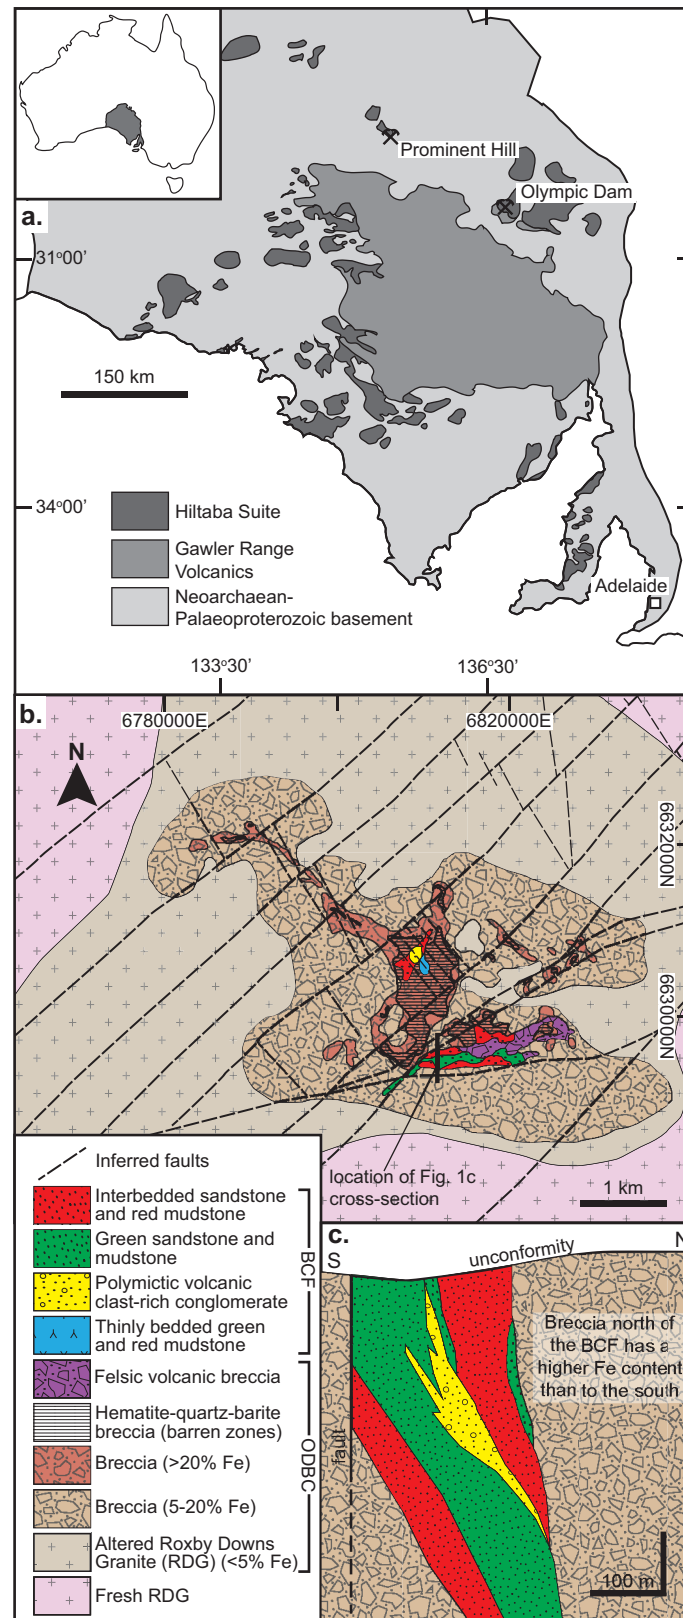 Prominent Hill
Olympic Dam
a.
31°00'
150 km
34°00'
Hiltaba Suite
Gawler Range
Volcanics
Neoarchaean-
Palaeoproterozoic basement
Adelaide
133°30'
136°30'
b.
6780000E
6820000E
N
6632000N
6630000N
location of Fig. 1c
cross-section
1 km
Inferred faults
Interbedded sandstone
and red mudstone
Green sandstone and
mudstone
Polymictic volcanic
clast-rich conglomerate
Thinly bedded green
and red mudstone
BCF
Felsic volcanic breccia
Hematite-quartz-barite
breccia (barren zones)
Breccia (>20% Fe)
Breccia (5-20% Fe)
Altered Roxby Downs
Granite (RDG) (<5% Fe)
ODBC
Fresh RDG
c.
S
unconformity
N
Breccia north of
the BCF has a
higher Fe content
than to the south
fault
100 m